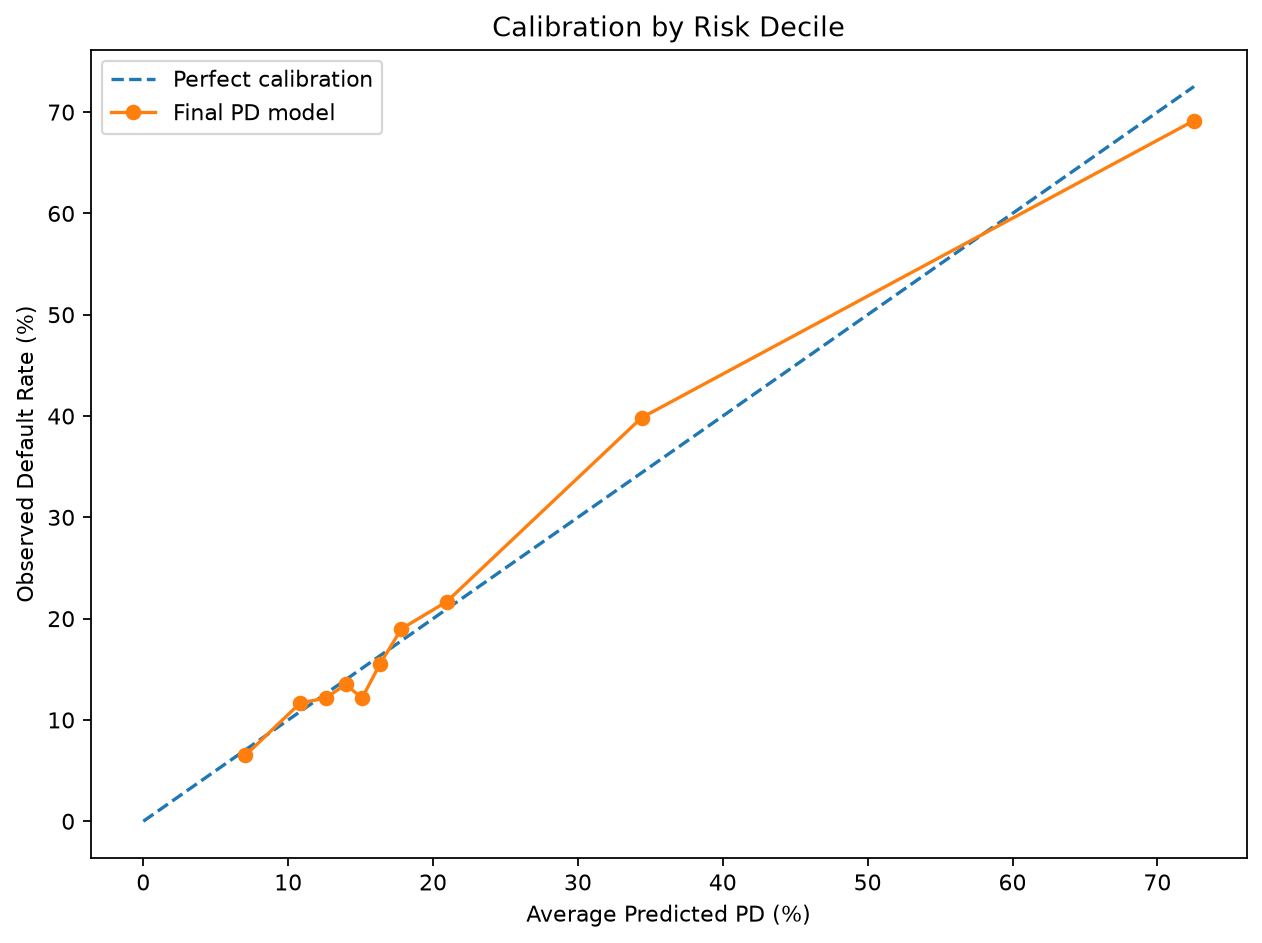 Calibration by Risk Decile
Perfect calibration
Final PD model
70
60
50
40
30
20
10
0
Observed Default Rate (%)
0 10 20 30 40 50 60 70
Average Predicted PD (%)